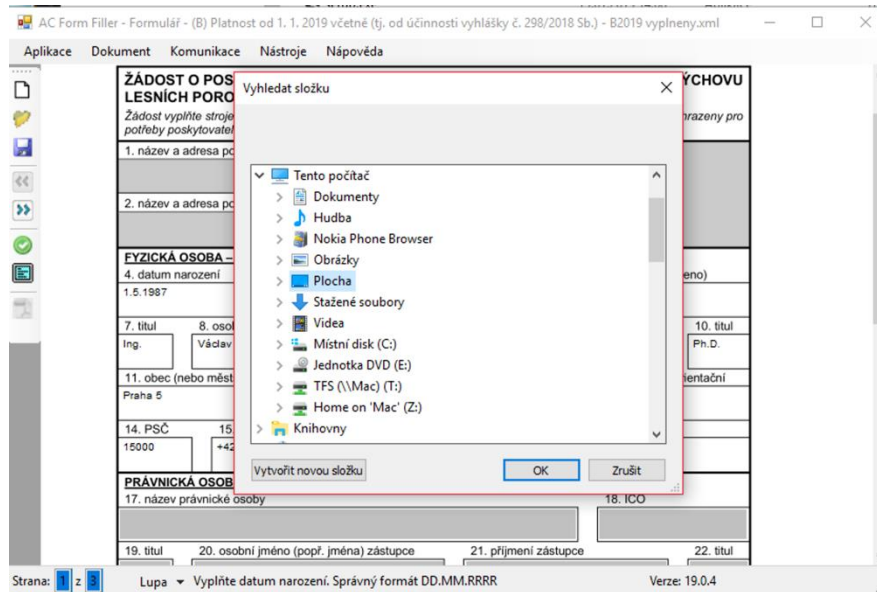 AC Form Filler - Formulář - (B) Platnost od 1. 1. 2019 včetně (tj. od účinnosti vyhlášky č. 298/2018 Sb.) - B2019 vyplneny.xml
Aplikace Dokument Komunikace Nástroje Nápověda
ŽÁDOST O POS
ÝCHOVU
LESNÍCH PORO
Žádost vyplňte stroje
hrazeny pro
potřeby poskytovatel
1. název a adresa po
2. název a adresa po
FYZICKÁ OSOBA –
4. datum narození
eno)
1.5.1987
7. titul 8. osol
10. titul
Ing. Václav
Ph.D.
11. obec (nebo měst
ientační
Praha 5
14. PSČ 15.
15000 +42
PRÁVNICKÁ OSOB
17. název právnické osoby 18. IČO
19. titul 20. osobní jméno (popř. jména) zástupce 21. příjmení zástupce 22. titul
Vyhledat složku
Tento počítač
Dokumenty
Hudba
Nokia Phone Browser
Obrázky
Plocha
Stažené soubory
Videa
Místní disk (C:)
Jednotka DVD (E:)
TFS (\\Mac) (T:)
Home on 'Mac' (Z:)
Knihovny
Vytvořit novou složku OK Zrušit
Strana: 1 z 3 Lupa Vyplňte datum narození. Správný formát DD.MM.RRRR Verze: 19.0.4